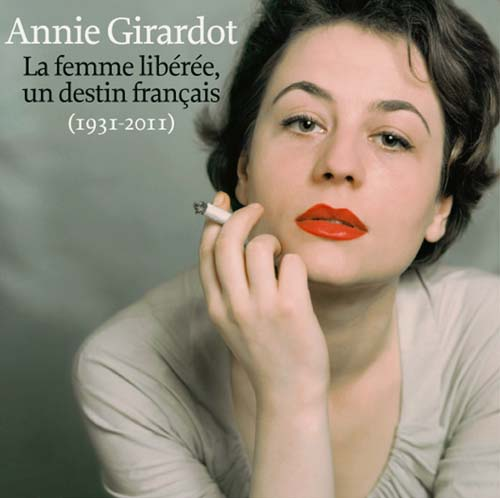 Annie Girardot
La femme libérée,
un destin français
(1931-2011)